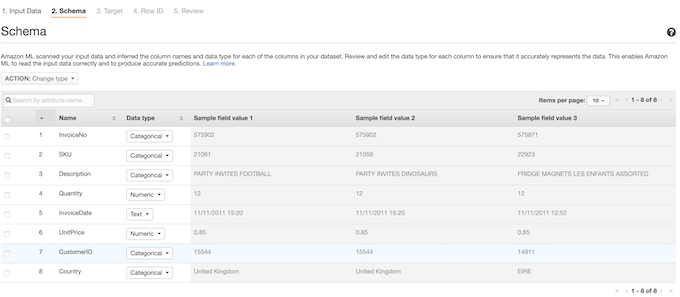 1. Input Data 2. Schema 3. Target 4. Row ID 5. Review
Schema
Amazon ML scanned your input data and inferred the column names and data type for each of the columns in your dataset. Review and edit the data type for each column to ensure that it accurately represents the data. This enables Amazon
ML to read the input data correctly and to produce accurate predictions. Learn more.
ACTION: Change type
Search by attribute name Items per page: 10 « < 1 - 8 of 8 > »
Name Data type Sample field value 1 Sample field value 2 Sample field value 3
1 InvoiceNo Categorical 575902 575902 575871
2 SKU Categorical 21061 21059 22923
3 Description Categorical PARTY INVITES FOOTBALL PARTY INVITES DINOSAURS FRIDGE MAGNETS LES ENFANTS ASSORTED
4 Quantity Numeric 12 12 12
5 InvoiceDate Text 11/11/2011 15:20 11/11/2011 15:20 11/11/2011 12:52
6 UnitPrice Numeric 0.85 0.85 0.85
7 CustomerID Categorical 15544 15544 14911
8 Country Categorical United Kingdom United Kingdom EIRE
« < 1 - 8 of 8 > »